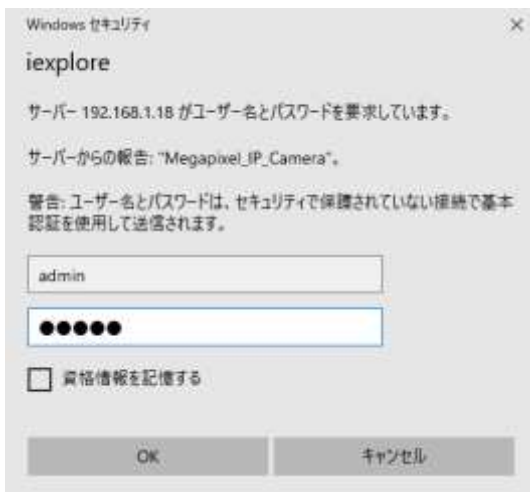 Windows セキュリティ
iexplore
サーバー 192.168.1.18 がユーザー名とパスワードを要求しています。
サーバーからの報告: "Megapixel_IP_Camera"。
警告: ユーザー名とパスワードは、セキュリティで保護されていない接続で基本
認証を使用して送信されます。
admin
●●●●●
資格情報を記憶する
OK
キャンセル